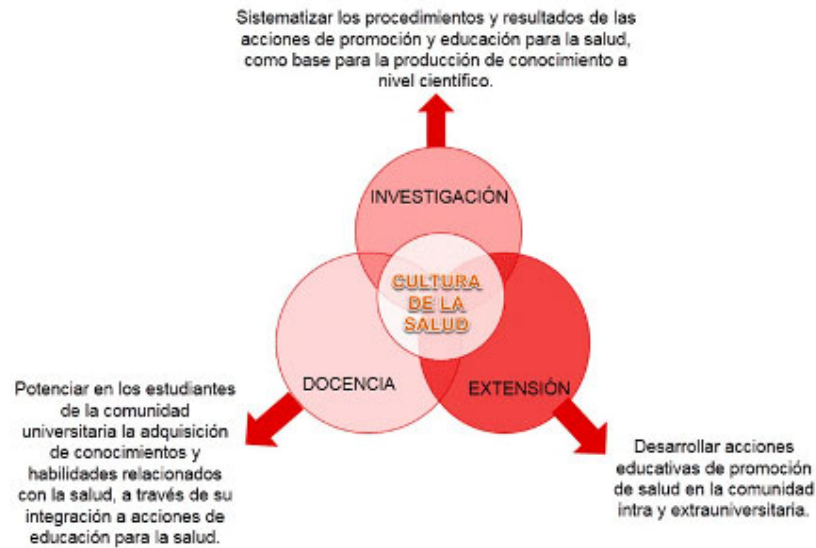 Sistematizar los procedimientos y resultados de las
acciones de promoción y educación para la salud,
como base para la producción de conocimiento a
nivel científico.
INVESTIGACIÓN
CULTURA
DE LA
SALUD
DOCENCIA
EXTENSIÓN
Potenciar en los estudiantes
de la comunidad
universitaria la adquisición
de conocimientos y
habilidades relacionados
con la salud, a través de su
integración a acciones de
educación para la salud.
Desarrollar acciones
educativas de promoción
de salud en la comunidad
intra y extrauniversitaria.